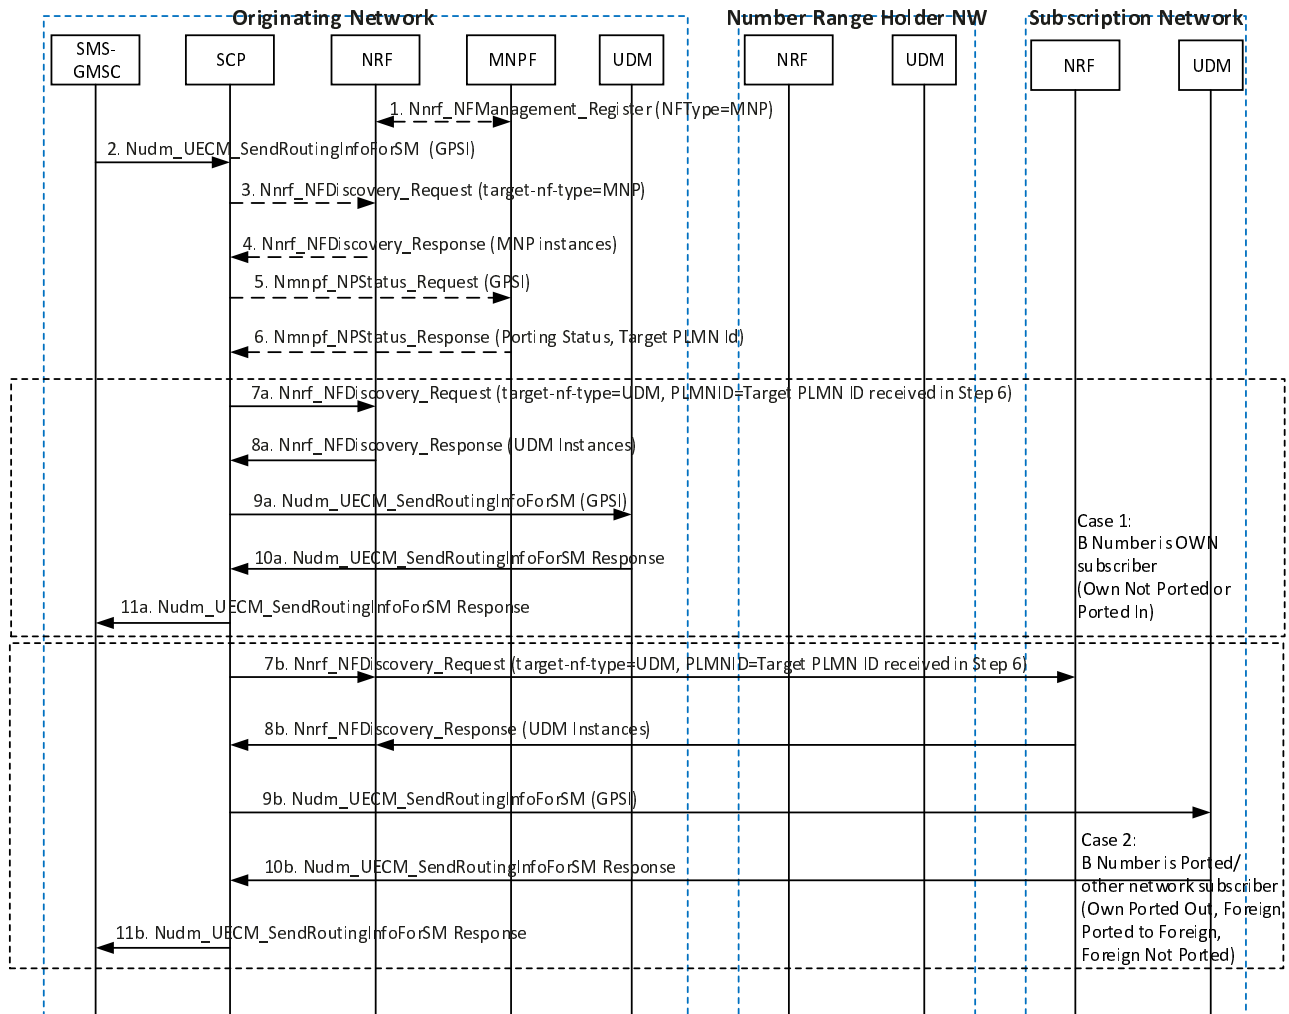 Originating Network
Number Range Holder NW
Subscription Network
SMS-
GMSC
SCP
NRF
MNPF
UDM
NRF
UDM
NRF
UDM
1. Nnrf_NFManagement_Register (NFType=MNP)
2. Nudm_UECM_SendRoutingInfoForSM (GPSI)
3. Nnrf_NFDiscovery_Request (target-nf-type=MNP)
4. Nnrf_NFDiscovery_Response (MNP instances)
5. Nmnpf_NPStatus_Request (GPSI)
6. Nmnpf_NPStatus_Response (Porting Status, Target PLMN Id)
7a. Nnrf_NFDiscovery_Request (target-nf-type=UDM, PLMNID=Target PLMN ID received in Step 6)
8a. Nnrf_NFDiscovery_Response (UDM Instances)
9a. Nudm_UECM_SendRoutingInfoForSM (GPSI)
10a. Nudm_UECM_SendRoutingInfoForSM Response
11a. Nudm_UECM_SendRoutingInfoForSM Response
Case 1:
B Number is OWN
subscriber
(Own Not Ported or
Ported In)
7b. Nnrf_NFDiscovery_Request (target-nf-type=UDM, PLMNID=Target PLMN ID received in Step 6)
8b. Nnrf_NFDiscovery_Response (UDM Instances)
9b. Nudm_UECM_SendRoutingInfoForSM (GPSI)
10b. Nudm_UECM_SendRoutingInfoForSM Response
11b. Nudm_UECM_SendRoutingInfoForSM Response
Case 2:
B Number is Ported/
other network subscriber
(Own Ported Out, Foreign
Ported to Foreign,
Foreign Not Ported)